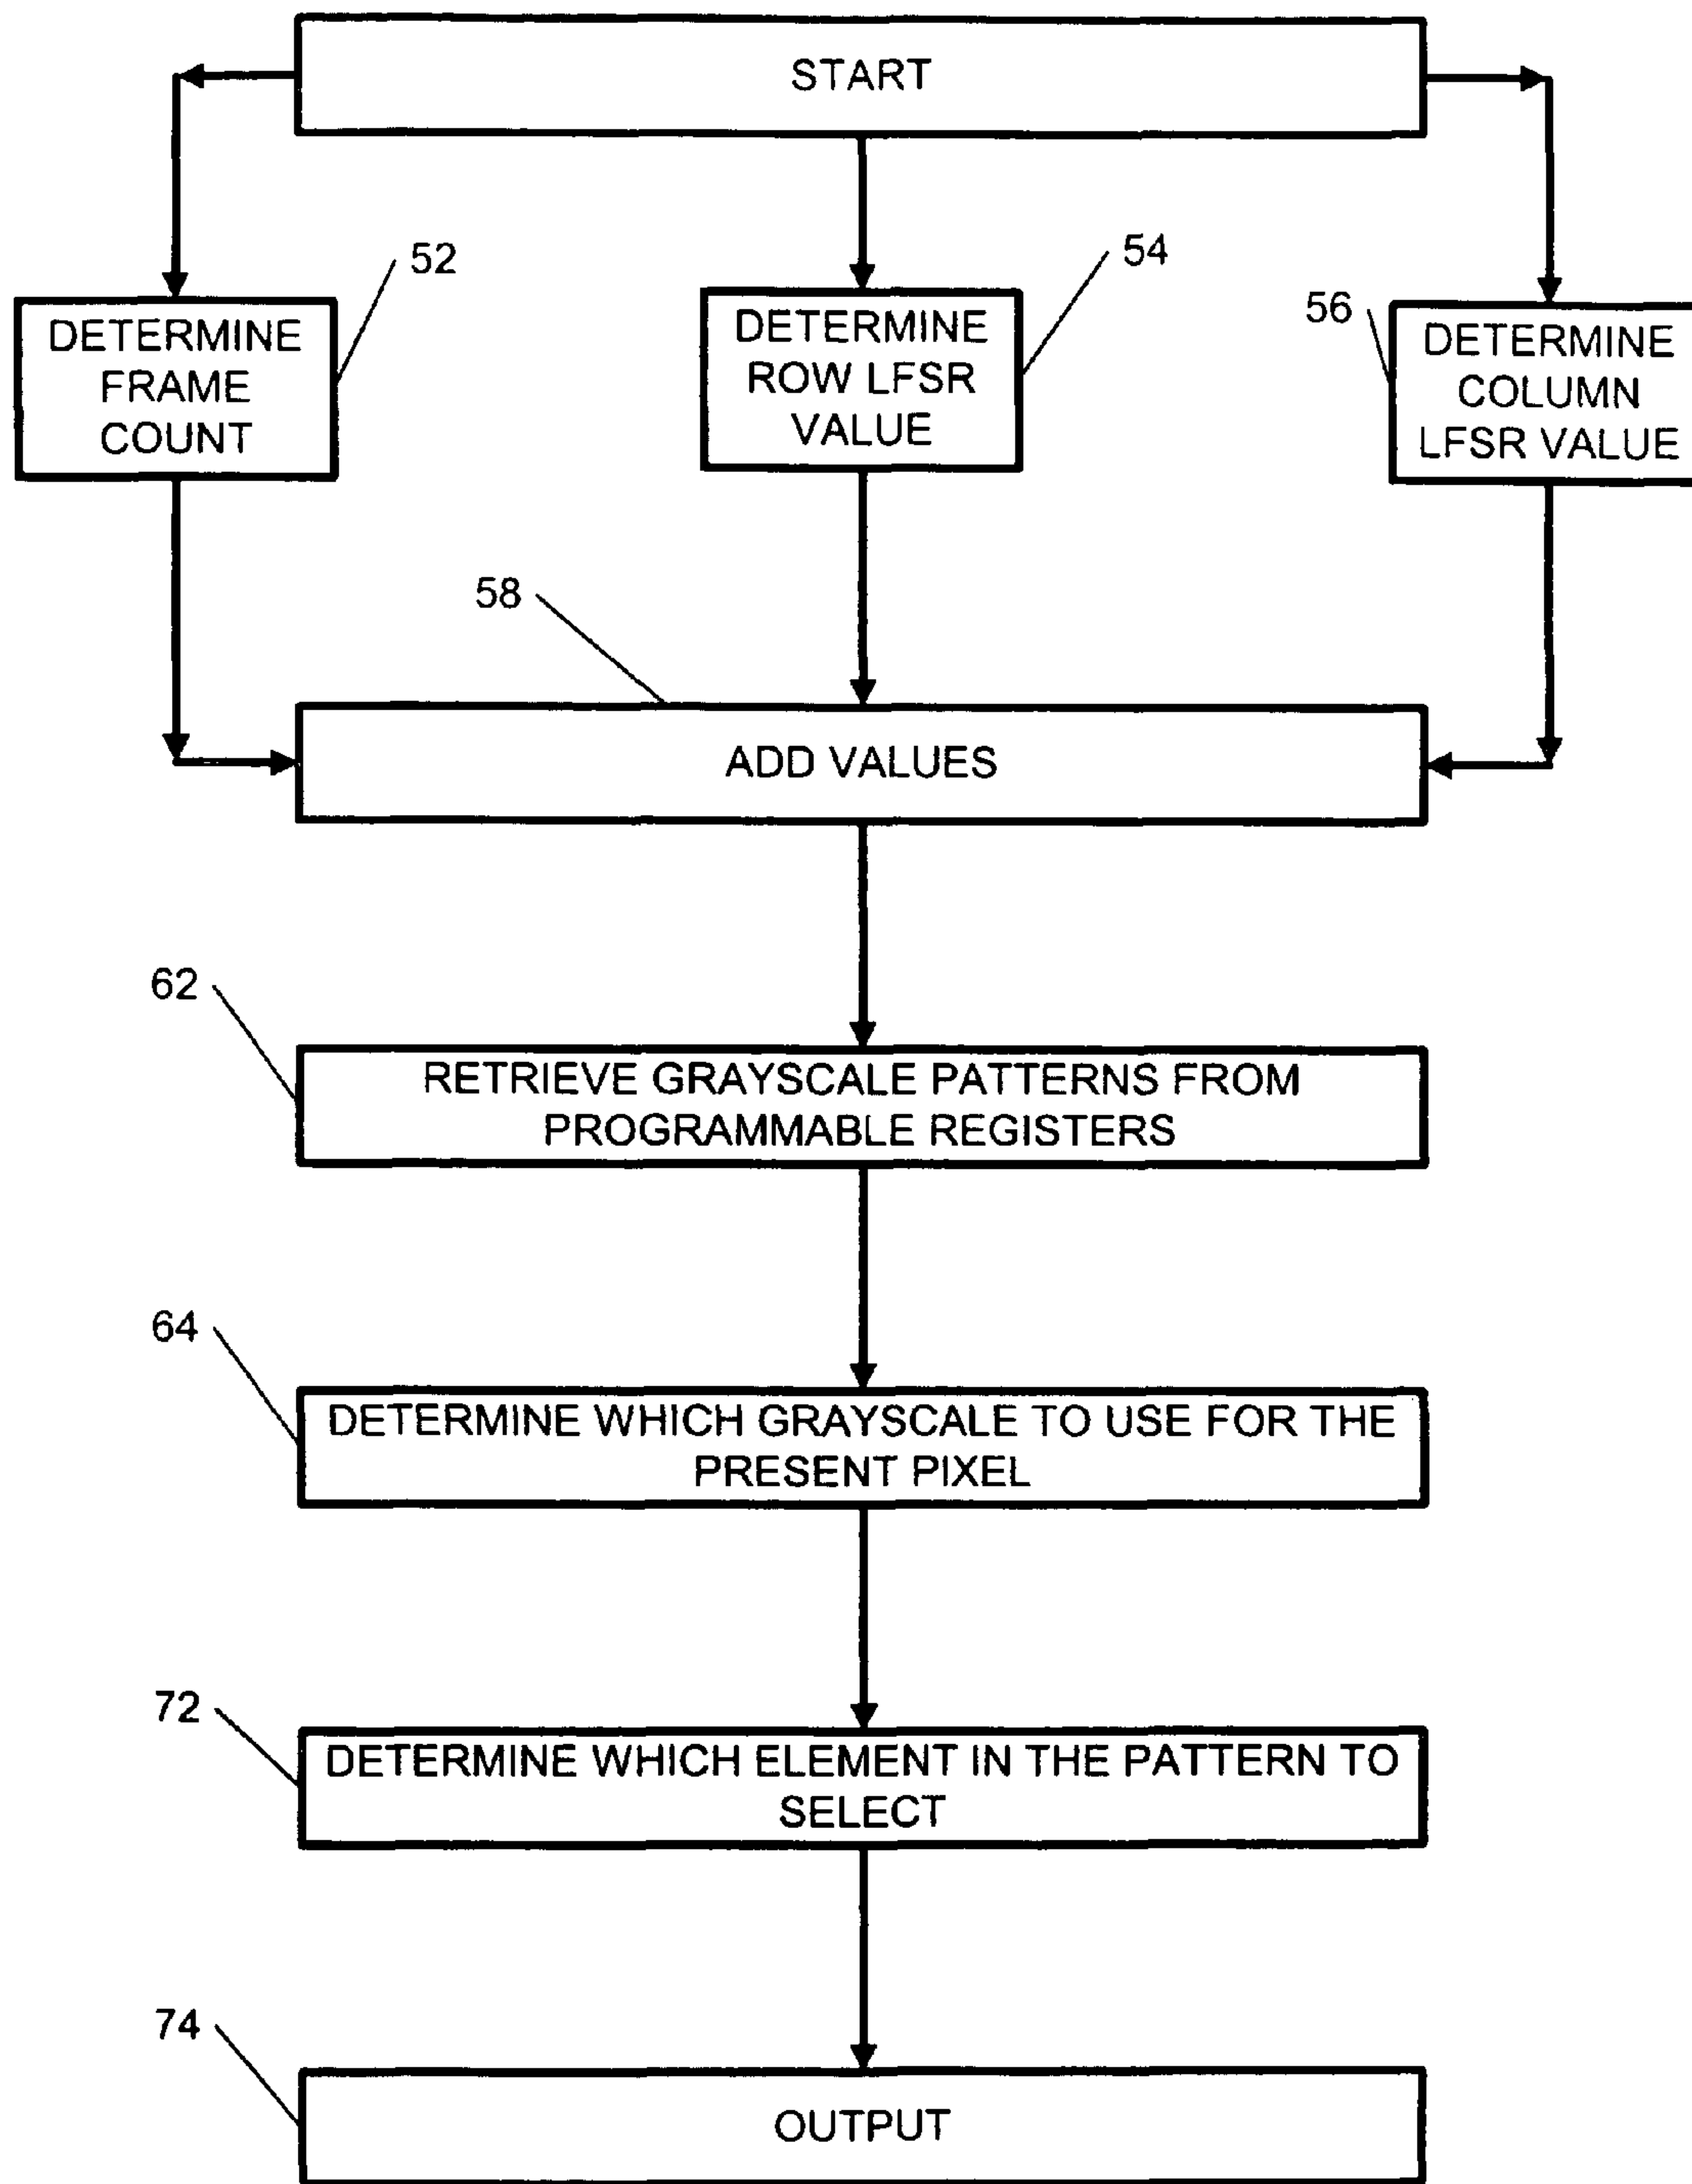 START
52
54
56
DETERMINE
FRAME
COUNT
DETERMINE
ROW LFSR
VALUE
DETERMINE
COLUMN
LFSR VALUE
58
ADD VALUES
62
RETRIEVE GRAYSCALE PATTERNS FROM
PROGRAMMABLE REGISTERS
64
DETERMINE WHICH GRAYSCALE TO USE FOR THE
PRESENT PIXEL
72
DETERMINE WHICH ELEMENT IN THE PATTERN TO
SELECT
74
OUTPUT